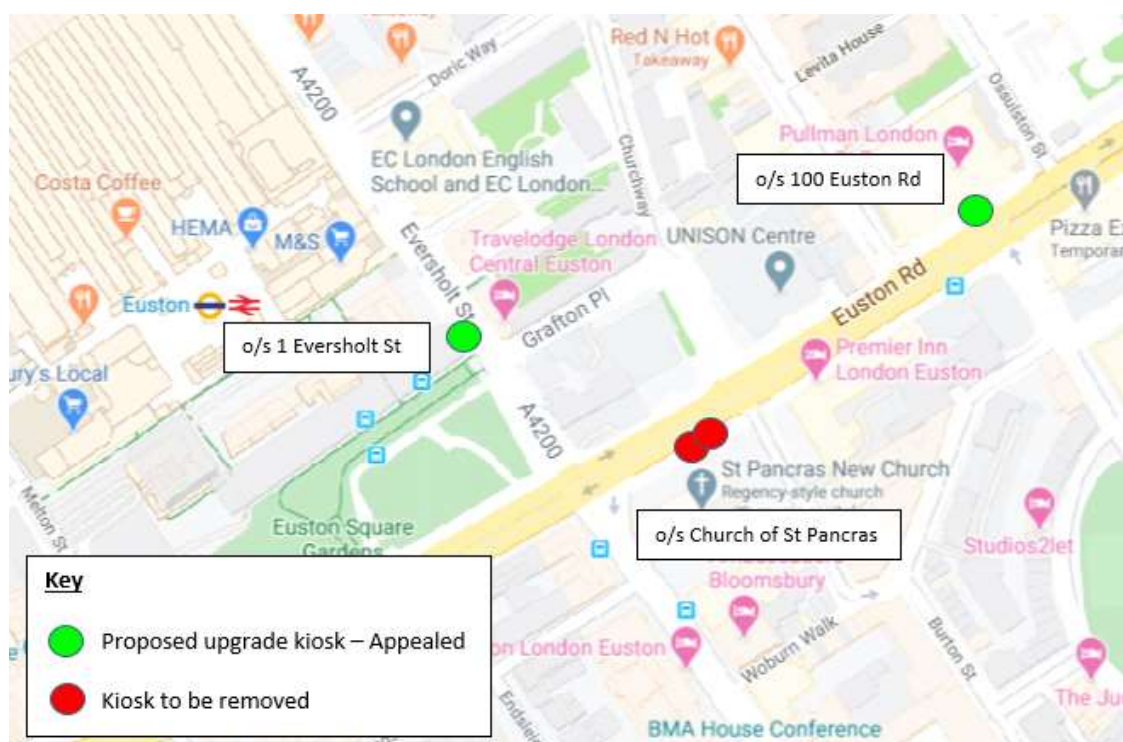 Takeaway
Red N Hot
Takeaway
Levita House
Doric Way
A4200
Ossulston St
EC London English
School and EC London...
Churchway
Pullman London
o/s 100 Euston Rd
Costa Coffee
HEMA
M&S
Eversholt St
Travelodge London
Central Euston
UNISON Centre
Pizza Ex
Temporar
Euston
Grafton Pl
Euston Rd
o/s 1 Eversholt St
Premier Inn
London Euston
ury's Local
A4200
St Pancras New Church
Regency-style church
Melton St
Euston Square
Gardens
o/s Church of St Pancras
Studios2let
Bloomsbury
Key
Proposed upgrade kiosk – Appealed
on London Euston
Woburn Walk
Burton St
Kiosk to be removed
Endsleig
The Ju
BMA House Conference